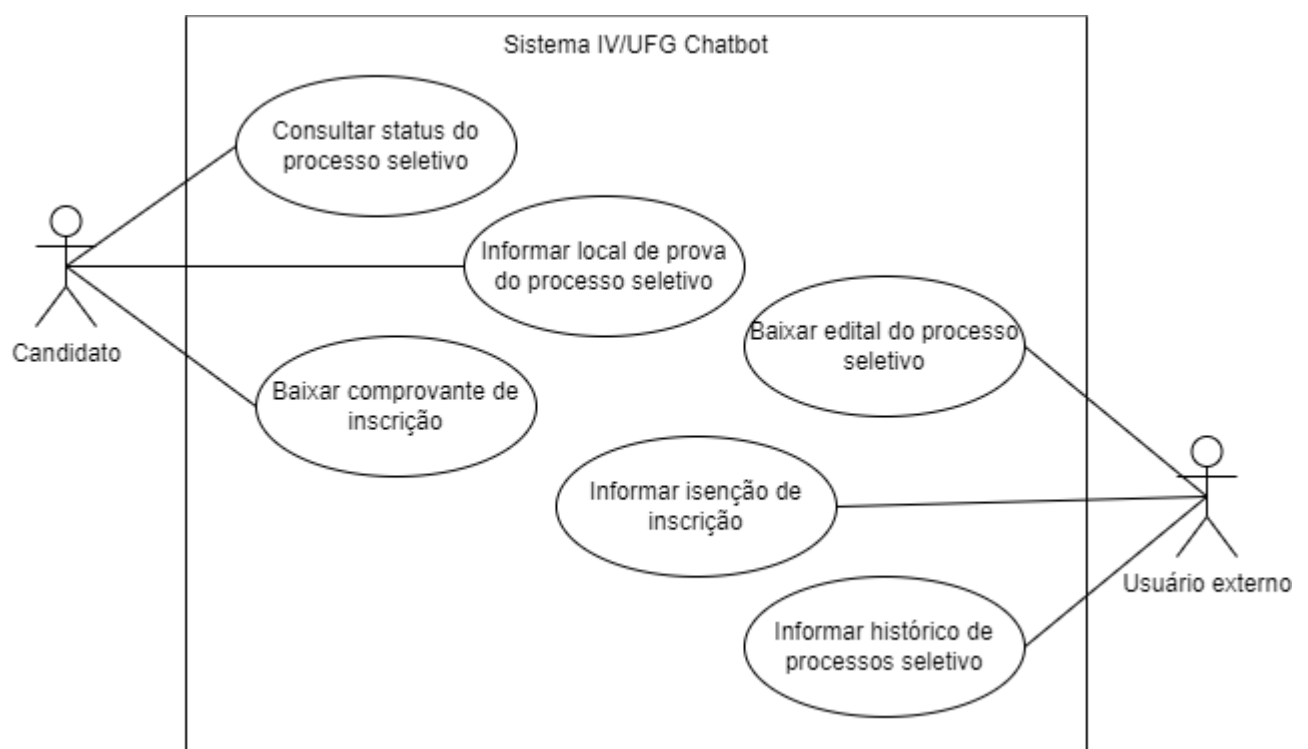 Sistema IV/UFG Chatbot
Consultar status do
processo seletivo
Informar local de prova
do processo seletivo
Baixar edital do processo
seletivo
Candidato
Baixar comprovante de
inscrição
Informar isenção de
inscrição
Usuário externo
Informar histórico de
processos seletivo